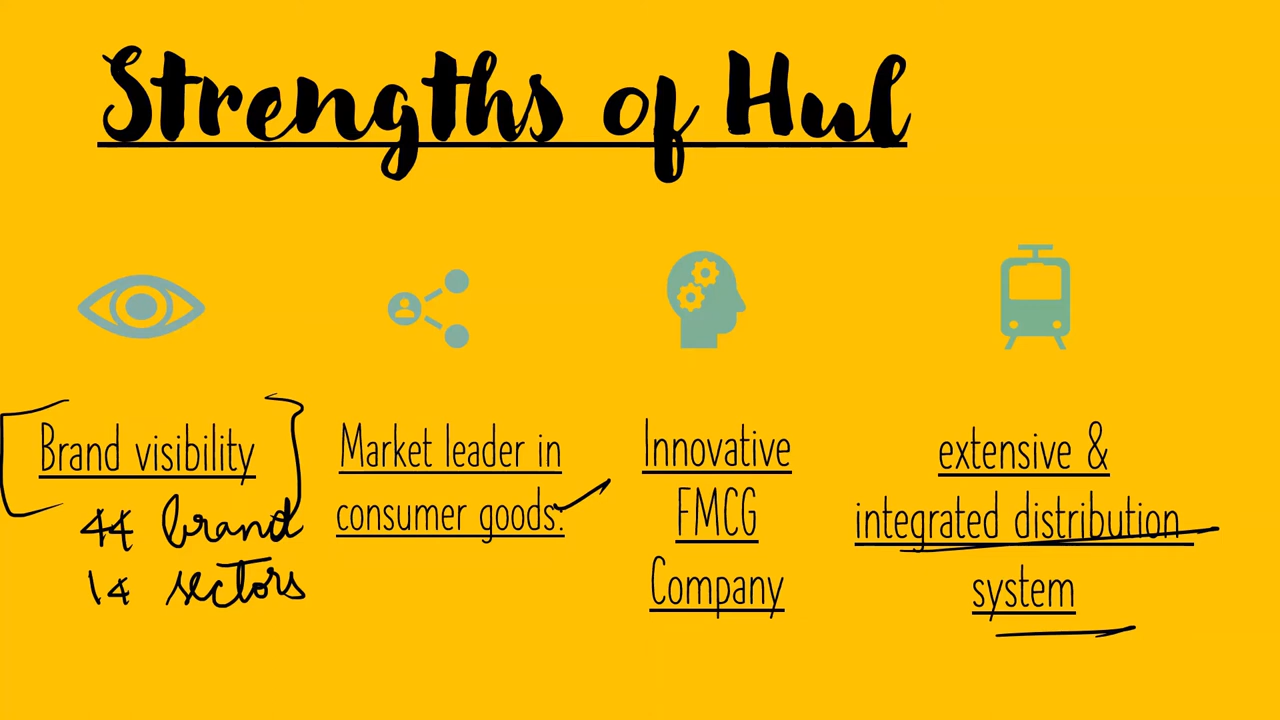 Strengths of Hul
Brand visibility
44 brand
14 sectors
Market leader in
consumer goods.
Innovative
FMCG
Company
extensive &
integrated distribution
system